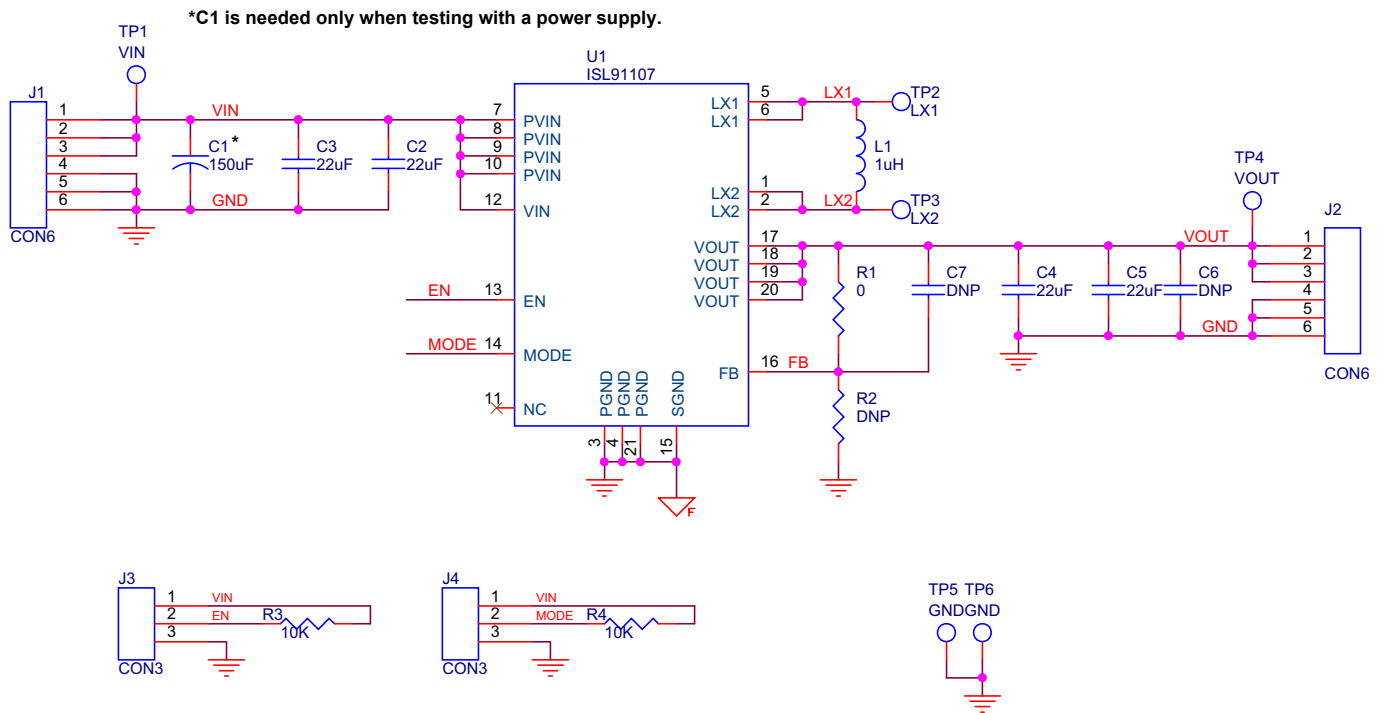 *C1 is needed only when testing with a power supply.
TP1
VIN
J1
1
2
3
4
5
6
CON6
VIN
GND
C1
*
150uF
C3
22uF
C2
22uF
U1
ISL91107
7
8
9
10
12
13
14
11
PVIN
PVIN
PVIN
PVIN
VIN
EN
EN
MODE
MODE
NC
PGND
PGND
PGND
SGND
3
4
21
15
F
LX1
LX1
LX2
LX2
VOUT
VOUT
VOUT
VOUT
FB
5
6
1
2
17
18
19
20
16
LX1
LX2
FB
TP2
LX1
L1
1uH
TP3
LX2
R1
0
R2
DNP
C7
DNP
C4
22uF
C5
22uF
C6
DNP
VOUT
GND
TP4
VOUT
J2
1
2
3
4
5
6
CON6
J3
1
2
3
VIN
EN
R3
10K
CON3
J4
1
2
3
VIN
MODE
R4
10K
CON3
TP5 TP6
GNDGND